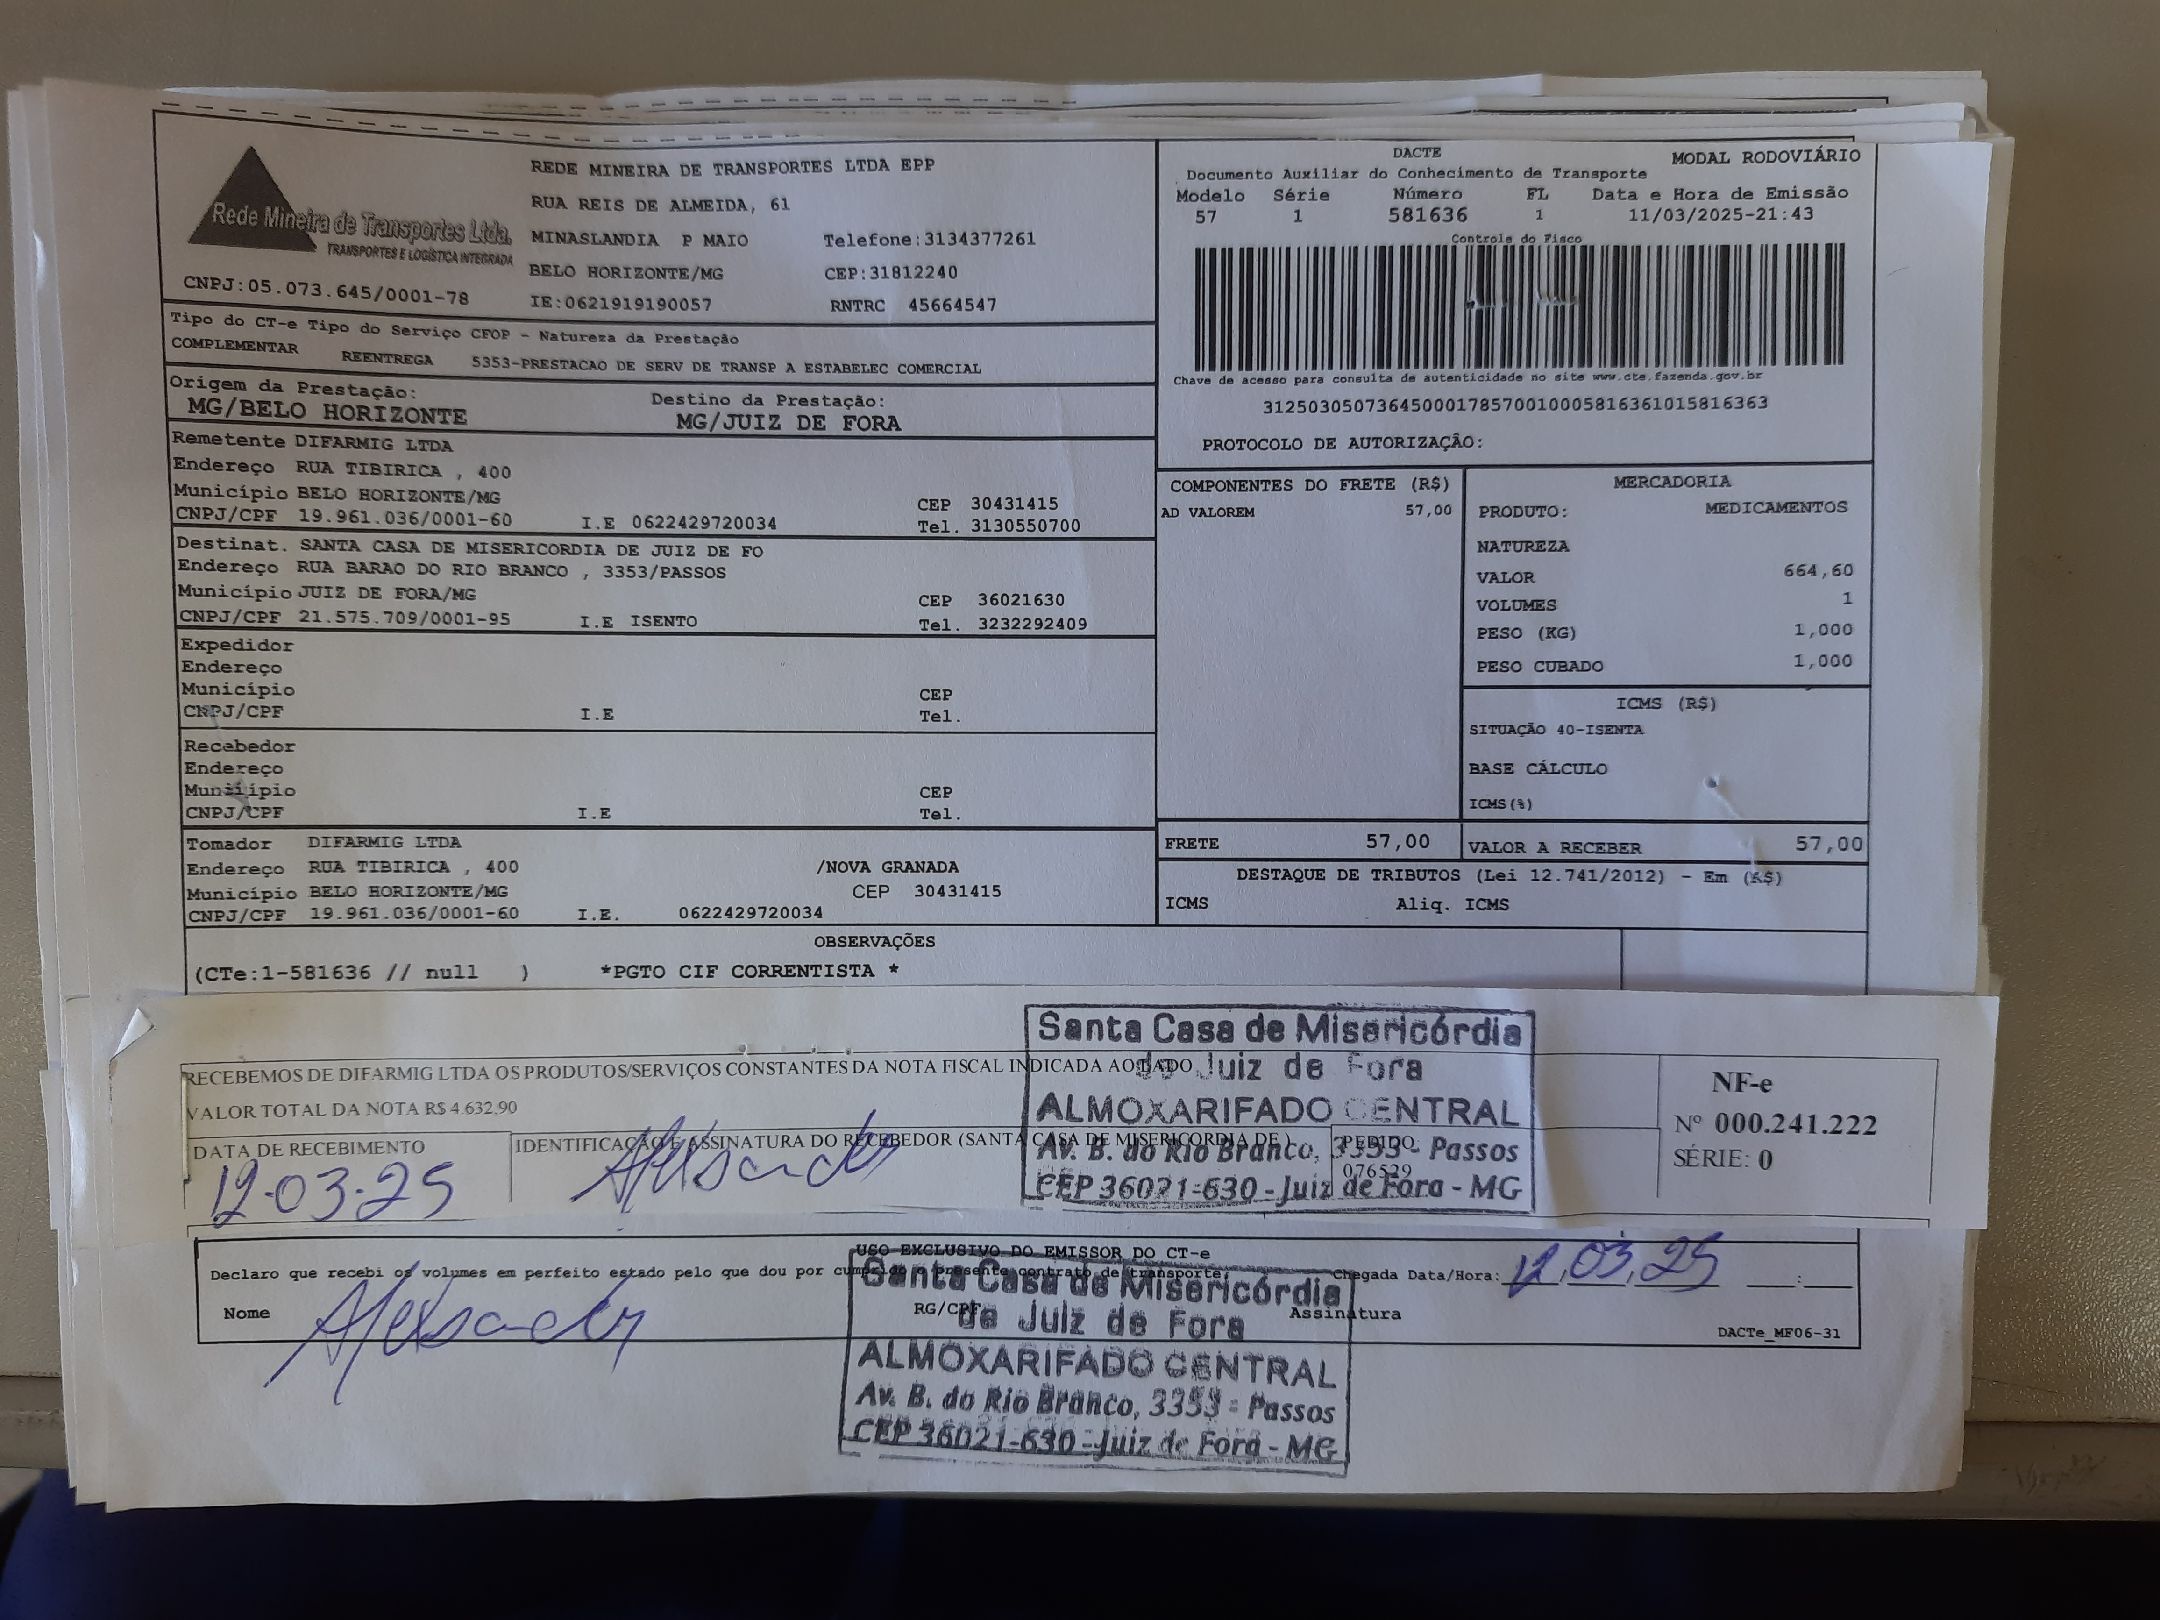 Rede Mineira de Transportes Ltda.
TRANSPORTES E LOGÍSTICA INTEGRADA
CNPJ:05.073.645/0001-78
REDE MINEIRA DE TRANSPORTES LTDA EPP
RUA REIS DE ALMEIDA, 61
MINASLANDIA P MAIO Telefone:3134377261
BELO HORIZONTE/MG CEP:31812240
IE:0621919190057 RNTRC 45664547
DACTE MODAL RODOVIÁRIO
Documento Auxiliar do Conhecimento de Transporte
Modelo Série Número FL Data e Hora de Emissão
57 1 581636 1 11/03/2025-21:43
Controle do Fisco
Chave de acesso para consulta de autenticidade no site www.cte.fazenda.gov.br
31250305073645000178570010005816361015816363
PROTOCOLO DE AUTORIZAÇÃO:
Tipo do CT-e Tipo do Serviço CFOP - Natureza da Prestação
COMPLEMENTAR REENTREGA 5353-PRESTACAO DE SERV DE TRANSP A ESTABELEC COMERCIAL
Origem da Prestação: Destino da Prestação:
MG/BELO HORIZONTE MG/JUIZ DE FORA
Remetente DIFARMIG LTDA
Endereço RUA TIBIRICA , 400
Município BELO HORIZONTE/MG CEP 30431415
CNPJ/CPF 19.961.036/0001-60 I.E 0622429720034 Tel. 3130550700
Destinat. SANTA CASA DE MISERICORDIA DE JUIZ DE FO
Endereço RUA BARAO DO RIO BRANCO , 3353/PASSOS
Município JUIZ DE FORA/MG CEP 36021630
CNPJ/CPF 21.575.709/0001-95 I.E ISENTO Tel. 3232292409
Expedidor
Endereço
Município CEP
CNPJ/CPF I.E Tel.
Recebedor
Endereço
Município CEP
CNPJ/CPF I.E Tel.
Tomador DIFARMIG LTDA
Endereço RUA TIBIRICA , 400 /NOVA GRANADA
Município BELO HORIZONTE/MG CEP 30431415
CNPJ/CPF 19.961.036/0001-60 I.E. 0622429720034
COMPONENTES DO FRETE (R$)
AD VALOREM 57,00
MERCADORIA
PRODUTO: MEDICAMENTOS
NATUREZA
VALOR 664,60
VOLUMES 1
PESO (KG) 1,000
PESO CUBADO 1,000
ICMS (R$)
SITUAÇÃO 40-ISENTA
BASE CÁLCULO
ICMS(%)
FRETE 57,00 VALOR A RECEBER 57,00
DESTAQUE DE TRIBUTOS (Lei 12.741/2012) - Em (R$)
ICMS Aliq. ICMS
OBSERVAÇÕES
(CTe:1-581636 // null ) *PGTO CIF CORRENTISTA *
RECEBEMOS DE DIFARMIG LTDA OS PRODUTOS/SERVIÇOS CONSTANTES DA NOTA FISCAL INDICADA AO LADO
VALOR TOTAL DA NOTA R$ 4.632,90
DATA DE RECEBIMENTO IDENTIFICAÇÃO E ASSINATURA DO RECEBEDOR (SANTA CASA DE MISERICORDIA DE ) PEDIDO
12.03.25 076529
NF-e
Nº 000.241.222
SÉRIE: 0
Santa Casa de Misericórdia
de Juiz de Fora
ALMOXARIFADO CENTRAL
Av. B. do Rio Branco, 3353 - Passos
CEP 36021-630 - Juiz de Fora - MG
USO EXCLUSIVO DO EMISSOR DO CT-e
Declaro que recebi os volumes em perfeito estado pelo que dou por cumprido o presente contrato de transporte. Chegada Data/Hora: 12.03.25 :
Nome RG/CPF Assinatura
DACTe_MF06-31
Santa Casa de Misericórdia
de Juiz de Fora
ALMOXARIFADO CENTRAL
Av. B. do Rio Branco, 3353 - Passos
CEP 36021-630 - Juiz de Fora - MG